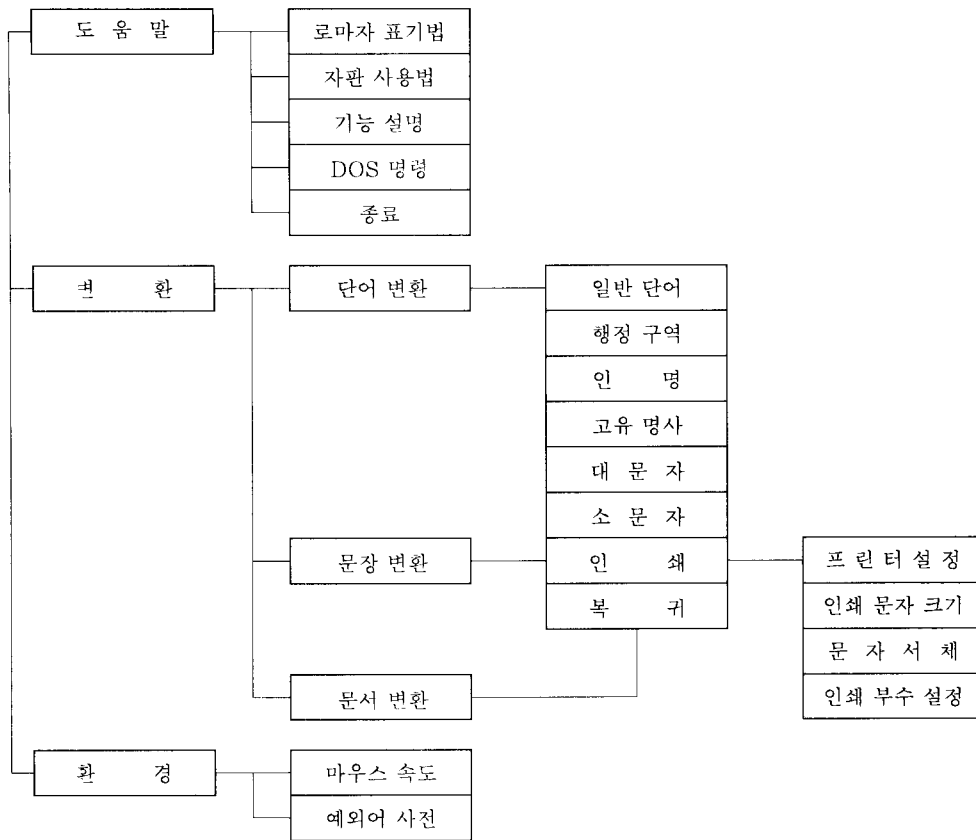 도 움 말
로마자 표기법
자판 사용법
기능 설명
DOS 명령
종료
변 환
단어 변환
일반 단어
행정 구역
인 명
고유 명사
대 문 자
소 문 자
인 쇄
복 귀
문장 변환
문서 변환
프 린 터 설 정
인쇄 문자 크기
문 자 서 체
인쇄 부수 설정
환 경
마우스 속도
예외어 사전